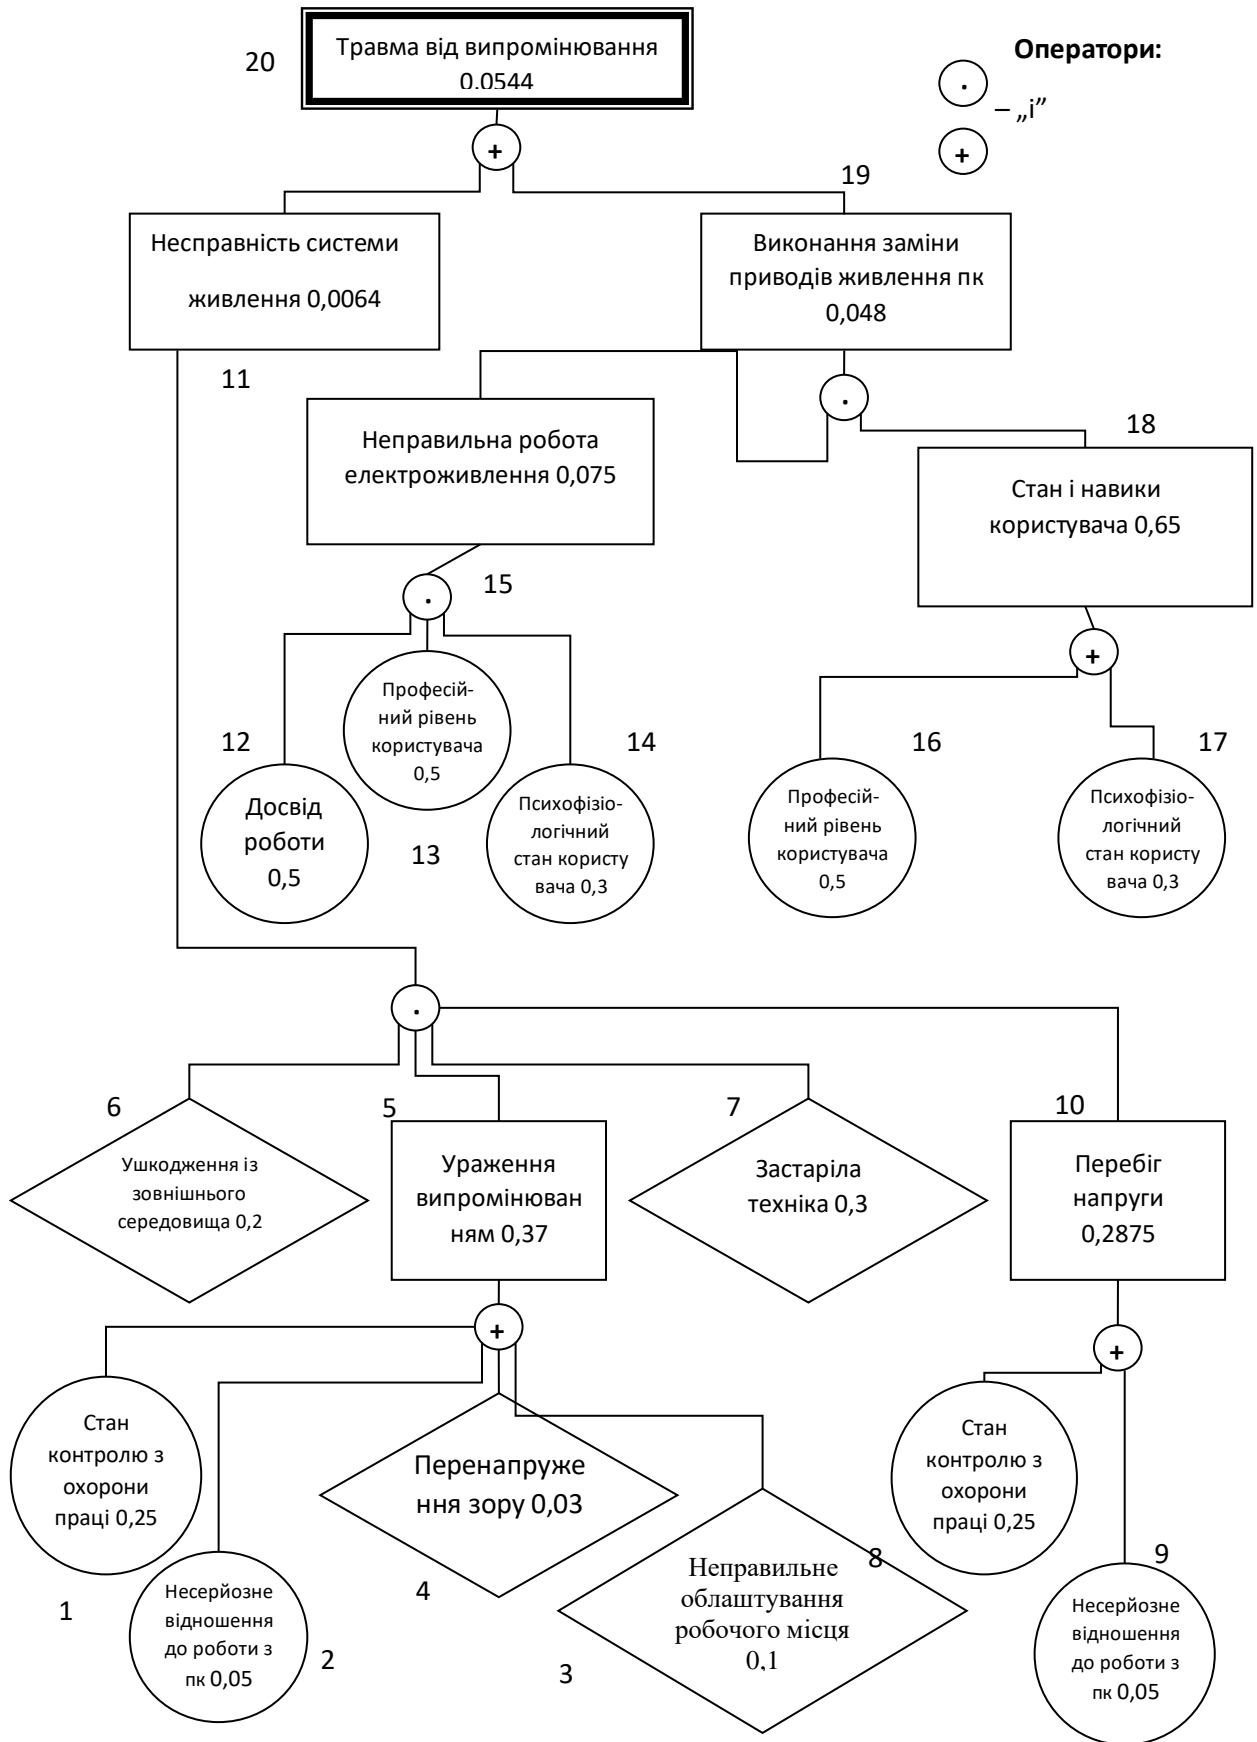 20
Травма від випромінювання
0.0544
Оператори:
.
– „і”
+
+
19
Несправність системи
живлення 0,0064
Виконання заміни
приводів живлення пк
0,048
11
.
Неправильна робота
електроживлення 0,075
18
Стан і навики
користувача 0,65
.
15
+
Професій-
ний рівень
користувача
0,5
12
14
16
17
Досвід
роботи
0,5
13
Психофізіо-
логічний
стан користу
вача 0,3
Професій-
ний рівень
користувача
0,5
Психофізіо-
логічний
стан користу
вача 0,3
.
6
5
7
10
Ушкодження із
зовнішнього
середовища 0,2
Ураження
випромінюван
ням 0,37
Застаріла
техніка 0,3
Перебіг
напруги
0,2875
+
+
Стан
контролю з
охорони
праці 0,25
Перенапруже
ння зору 0,03
Стан
контролю з
охорони
праці 0,25
1
Несерйозне
відношення
до роботи з
пк 0,05
2
4
3
Неправильне
облаштування
робочого місця
0,1
8
9
Несерйозне
відношення
до роботи з
пк 0,05